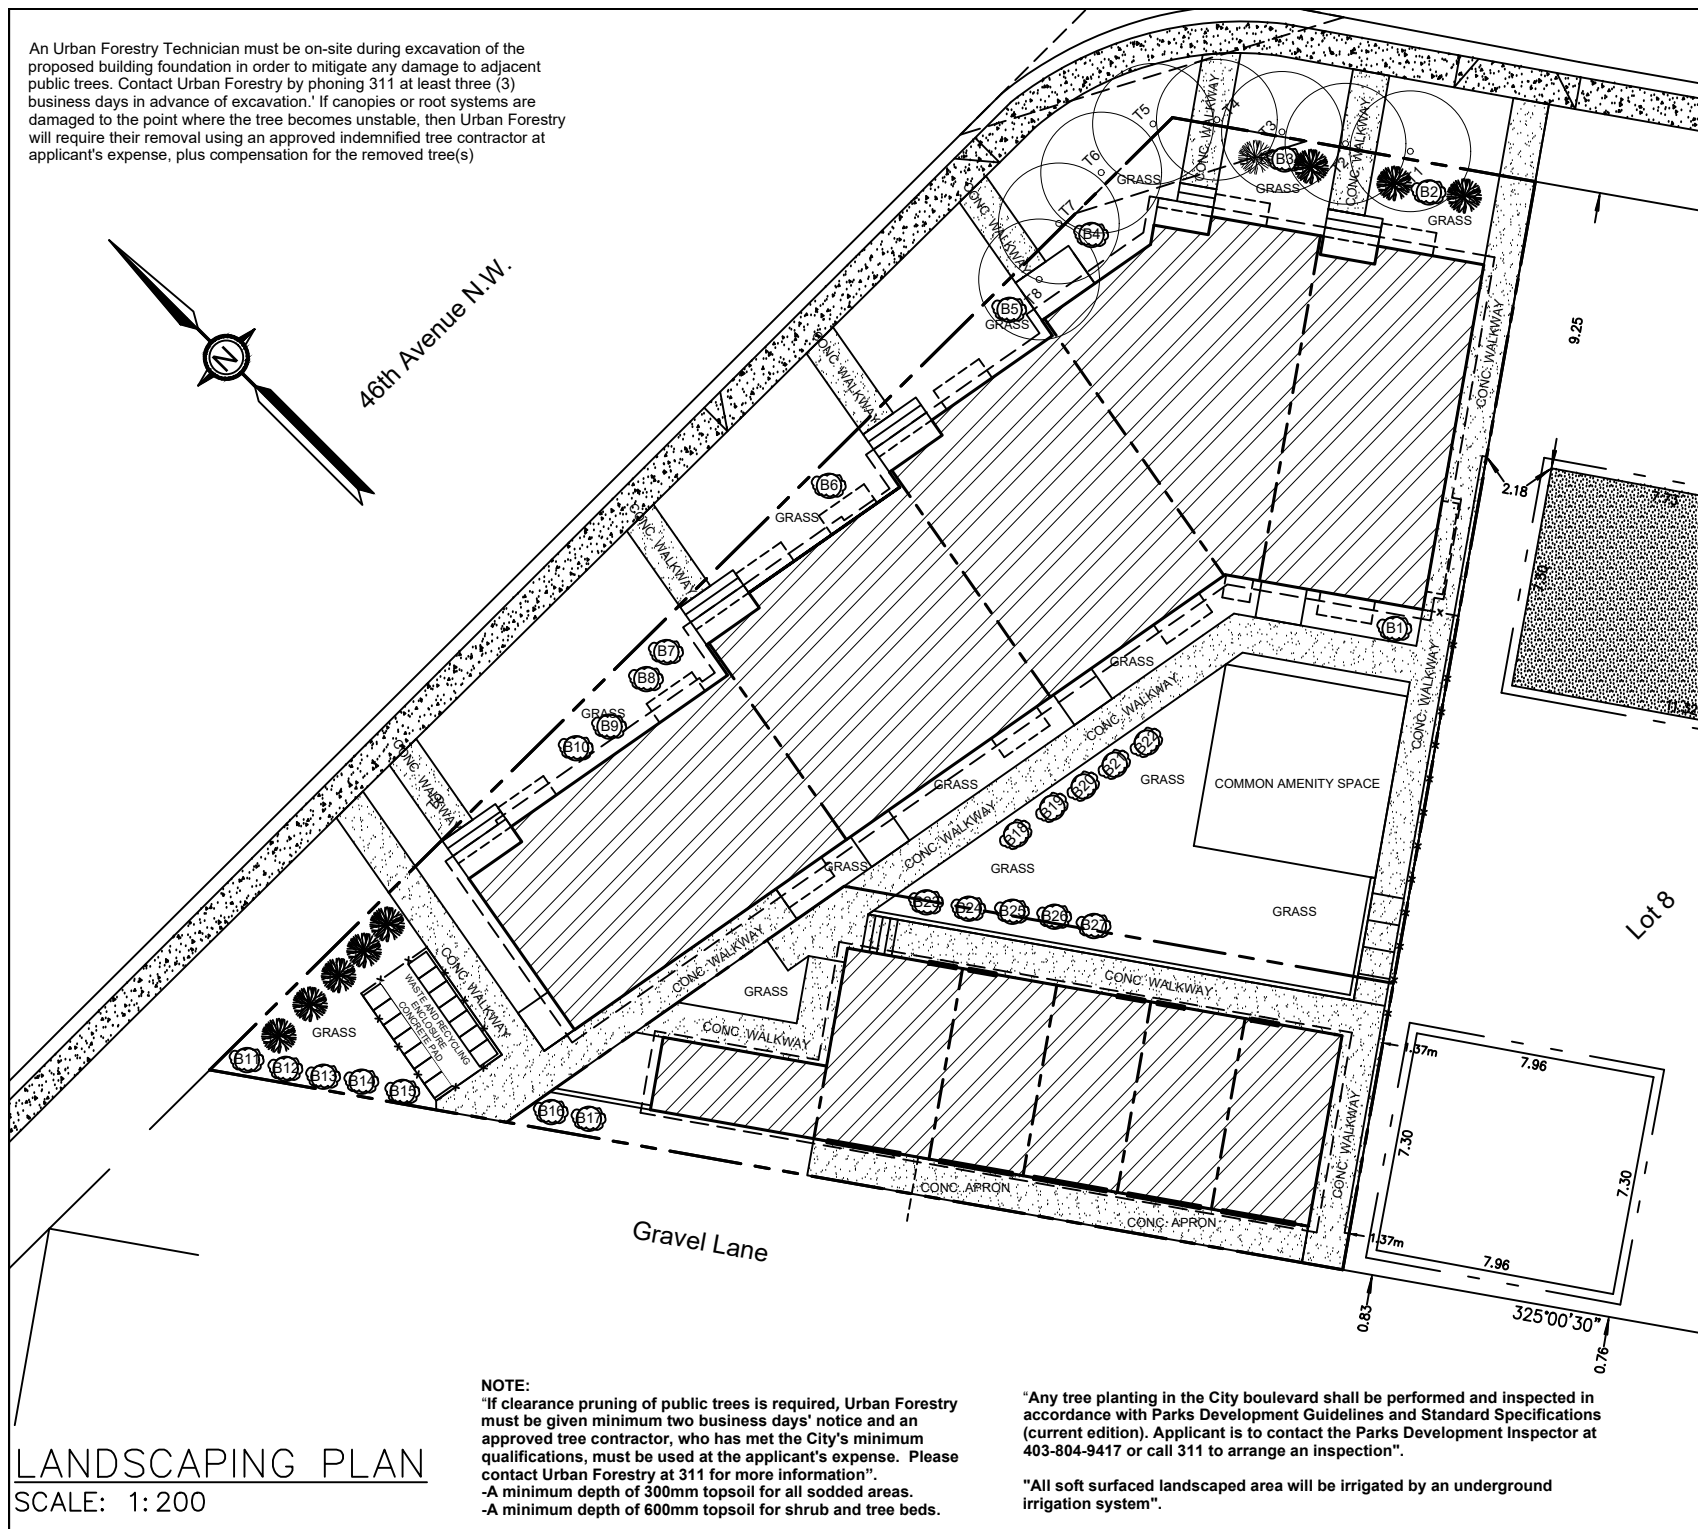 An Urban Forestry Technician must be on-site during excavation of the
proposed building foundation in order to mitigate any damage to adjacent
public trees. Contact Urban Forestry by phoning 311 at least three (3)
business days in advance of excavation.' If canopies or root systems are
damaged to the point where the tree becomes unstable, then Urban Forestry
will require their removal using an approved indemnified tree contractor at
applicant's expense, plus compensation for the removed tree(s)
N
46th Avenue N.W.
T5
T4
T3
T6
T7
T8
CONC. WALKWAY
CONC. WALKWAY
CONC. WALKWAY
CONC. WALKWAY
CONC. WALKWAY
CONC. WALKWAY
CONC. WALKWAY
GRASS
GRASS
GRASS
GRASS
B3
B2
B4
B5
9.25
2.18
B6
GRASS
B7
B8
GRASS
B9
B10
B1
CONC. WALKWAY
GRASS
CONC. WALKWAY
B22
B21
B20
B19
B18
GRASS
COMMON AMENITY SPACE
GRASS
CONC. WALKWAY
GRASS
GRASS
GRASS
B23
B24
B25
B26
B27
Lot 8
CONC. WALKWAY
CONC. WALKWAY
WASTE AND RECYCLING
ENCLOSURE
CONCRETE PAD
GRASS
GRASS
CONC. WALKWAY
CONC. WALKWAY
B11
B12
B13
B14
B15
B16
B17
1.37m
7.96
7.30
7.30
CONC. WALKWAY
CONC. APRON
CONC. APRON
1.37m
7.96
0.83
325°00'30"
0.76
Gravel Lane
LANDSCAPING PLAN
SCALE: 1:200
NOTE:
“If clearance pruning of public trees is required, Urban Forestry
must be given minimum two business days' notice and an
approved tree contractor, who has met the City's minimum
qualifications, must be used at the applicant's expense. Please
contact Urban Forestry at 311 for more information”.
-A minimum depth of 300mm topsoil for all sodded areas.
-A minimum depth of 600mm topsoil for shrub and tree beds.
“Any tree planting in the City boulevard shall be performed and inspected in
accordance with Parks Development Guidelines and Standard Specifications
(current edition). Applicant is to contact the Parks Development Inspector at
403-804-9417 or call 311 to arrange an inspection".
"All soft surfaced landscaped area will be irrigated by an underground
irrigation system".